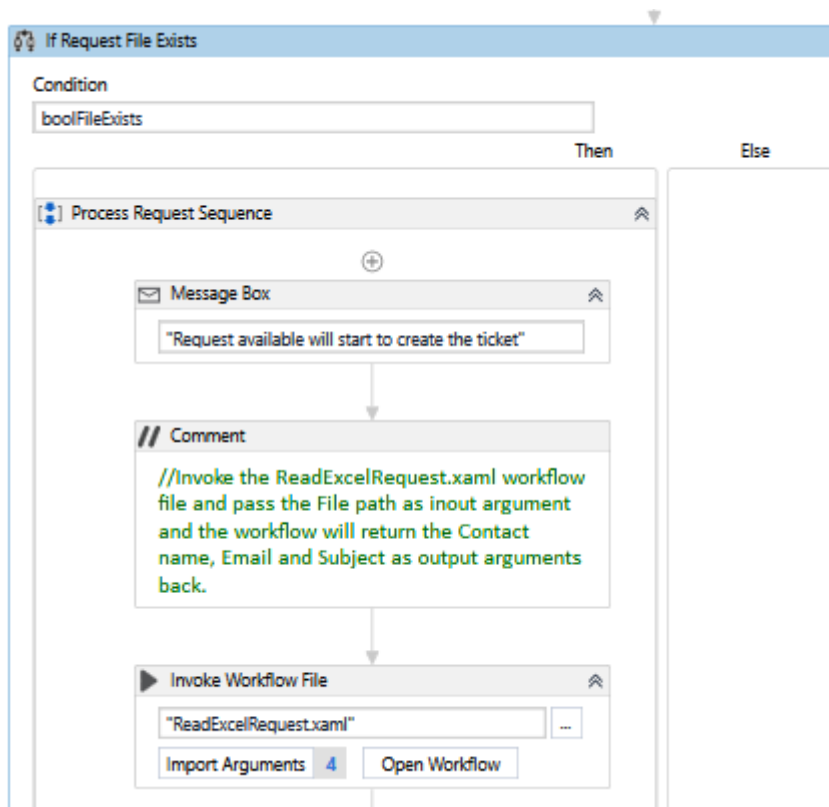 If Request File Exists
Condition
boolFileExists
Then
Else
Process Request Sequence
Message Box
"Request available will start to create the ticket"
// Comment
//Invoke the ReadExcelRequest.xaml workflow
file and pass the File path as inout argument
and the workflow will return the Contact
name, Email and Subject as output arguments
back.
Invoke Workflow File
"ReadExcelRequest.xaml"
...
Import Arguments 4
Open Workflow